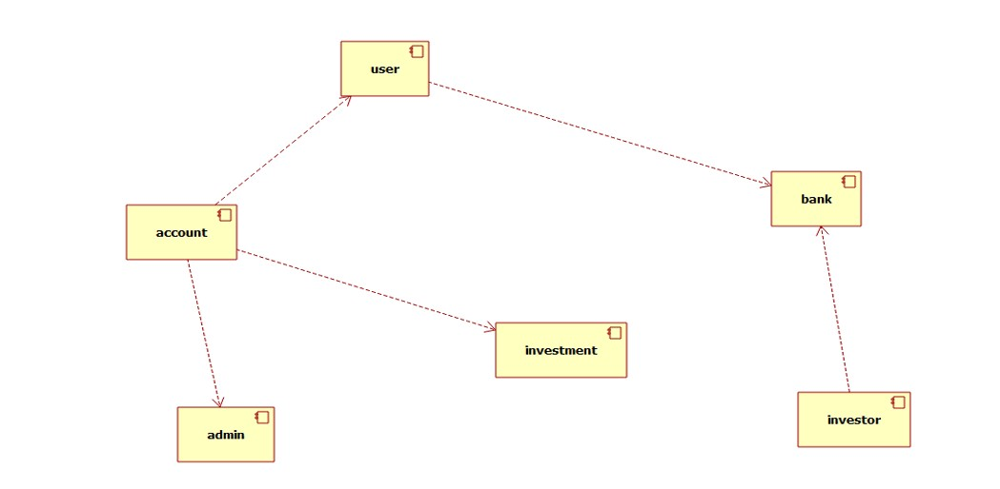 user
bank
account
investment
investor
admin